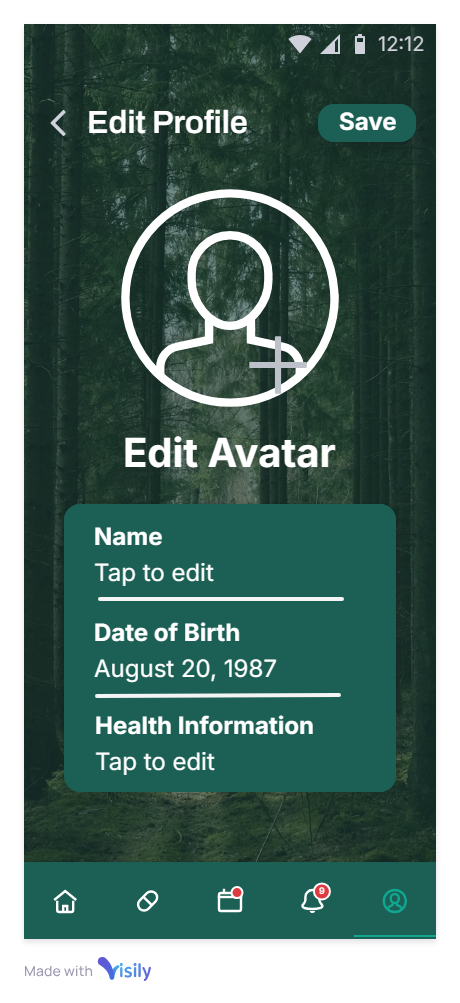 12:12
Edit Profile
Save
Edit Avatar
Name
Tap to edit
Date of Birth
August 20, 1987
Health Information
Tap to edit
9
Made with Visily